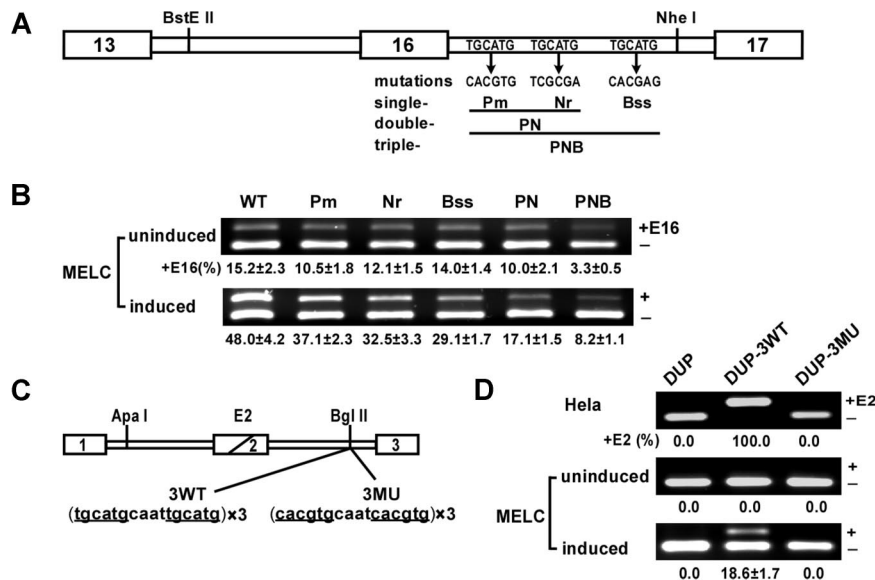 A
BstE II
Nhe I
13
16
TGCATG TGCATG TGCATG
17
mutations CACGTG TCGCGA CACGAG
single- Pm Nr Bss
double- PN
triple- PNB
B
WT Pm Nr Bss PN PNB
MELC
uninduced
+E16
–
+E16(%) 15.2±2.3 10.5±1.8 12.1±1.5 14.0±1.4 10.0±2.1 3.3±0.5
induced
+
–
48.0±4.2 37.1±2.3 32.5±3.3 29.1±1.7 17.1±1.5 8.2±1.1
C
Apa I E2 Bgl II
1 2 3
3WT 3MU
(tgcatgcaattgcatg)×3 (cacgtgcaatcacgtg)×3
D
DUP DUP-3WT DUP-3MU
Hela
+E2
–
+E2 (%) 0.0 100.0 0.0
MELC
uninduced
+
–
0.0 0.0 0.0
induced
+
–
0.0 18.6±1.7 0.0